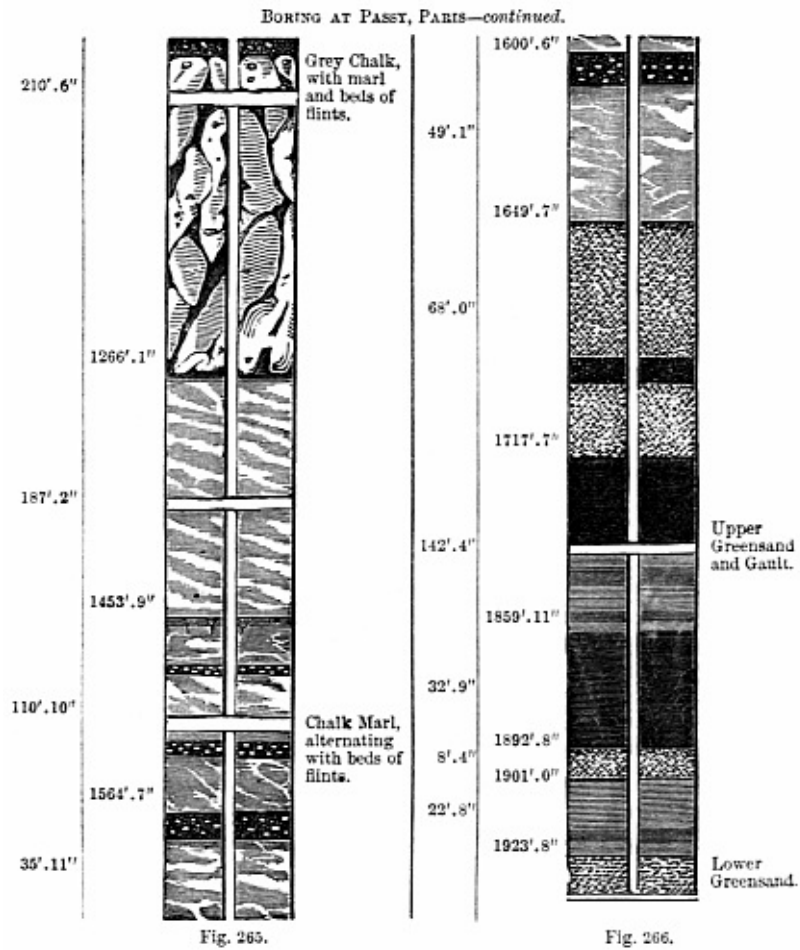 BORING AT PASSY, PARIS—continued.
Grey Chalk,
with marl
and beds of
flints.
210'.6"
1266'.1"
187'.2"
1453'.9"
110'.10"
Chalk Marl,
alternating
with beds of
flints.
1564'.7"
35'.11"
Fig. 265.
1600'.6"
49'.1"
1649'.7"
68'.0"
1717'.7"
Upper
Greensand
and Gault.
142'.4"
1859'.11"
32'.9"
1892'.8"
8'.4"
1901'.0"
22'.8"
1923'.8"
Lower
Greensand.
Fig. 266.